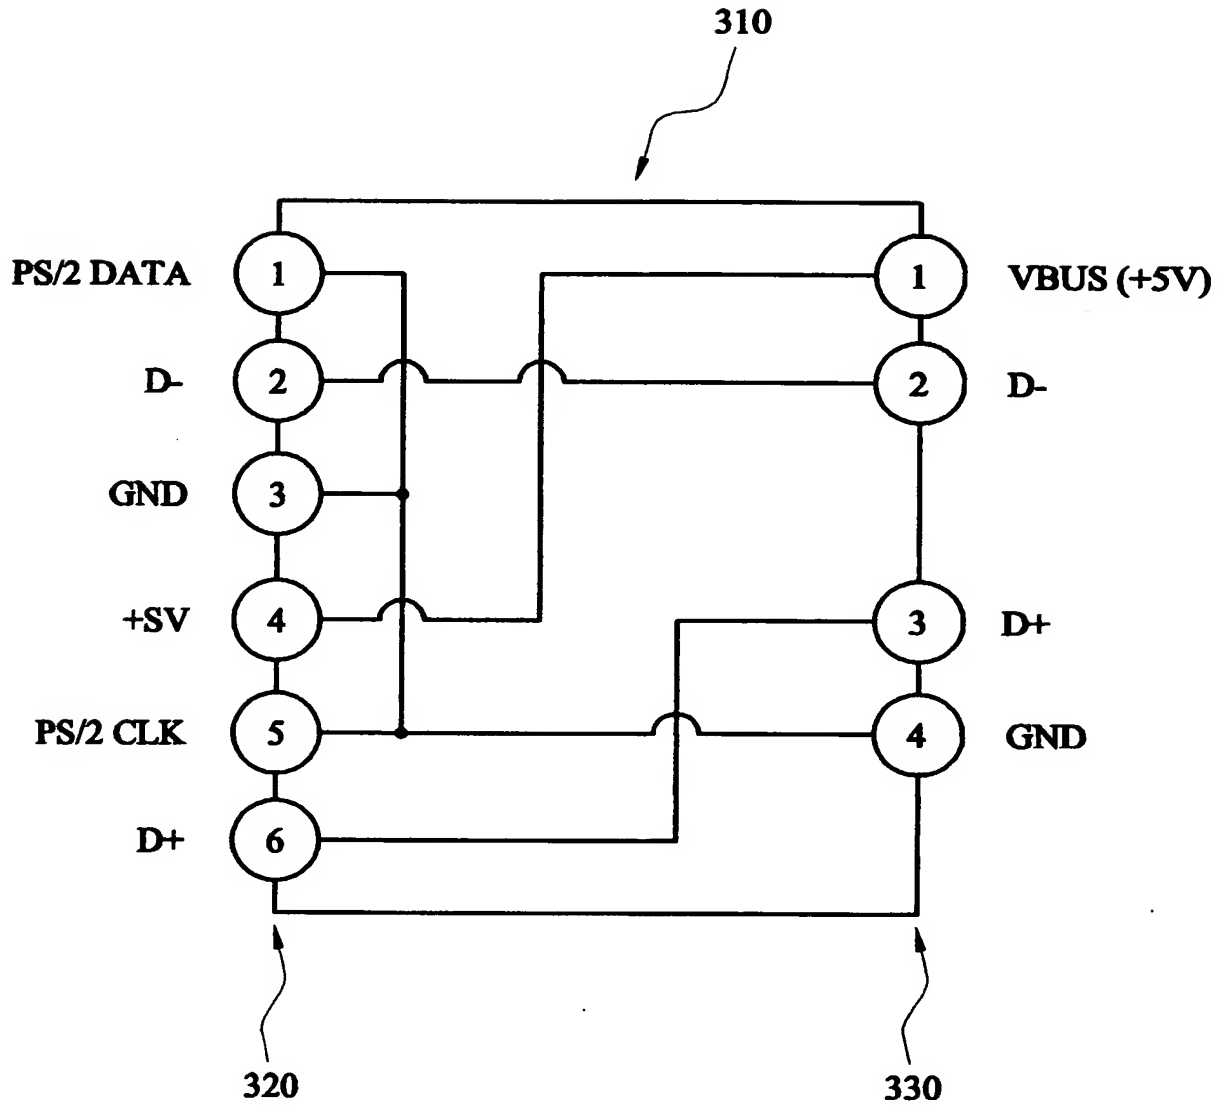 310
PS/2 DATA 1 1 VBUS (+5V)
D- 2 2 D-
GND 3
+SV 4 3 D+
PS/2 CLK 5 4 GND
D+ 6
320 330